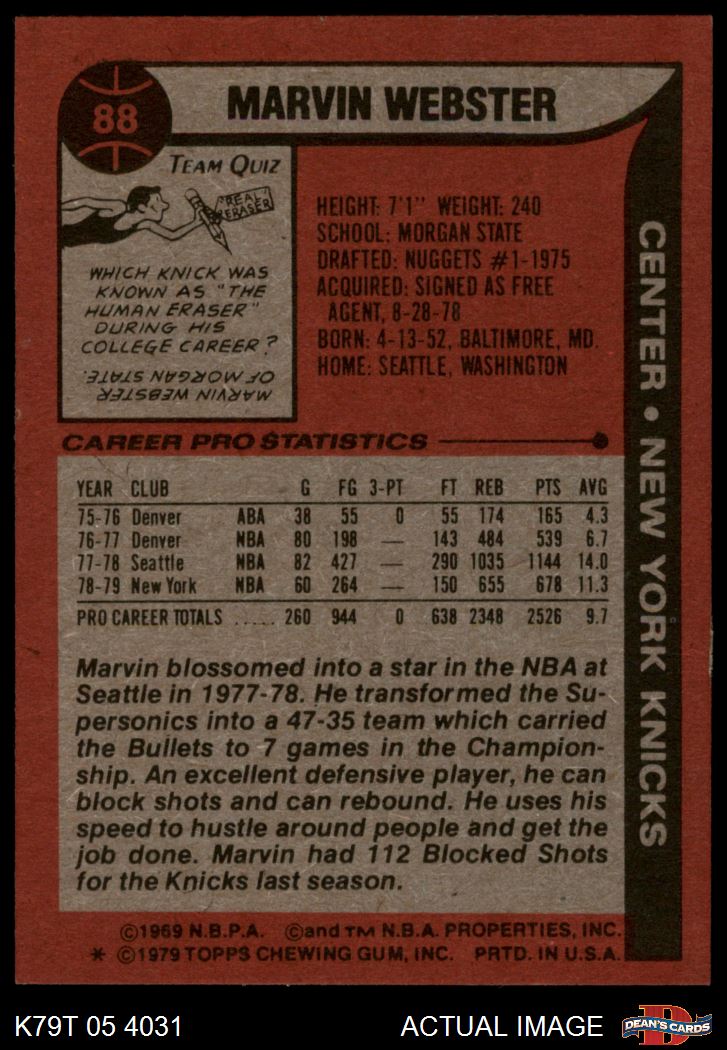 88
MARVIN WEBSTER
TEAM QUIZ
"REAL"
ERASER
WHICH KNICK WAS
KNOWN AS "THE
HUMAN ERASER"
DURING HIS
COLLEGE CAREER?
MARVIN WEBSTER
OF MORGAN STATE.
HEIGHT: 7'1" WEIGHT: 240
SCHOOL: MORGAN STATE
DRAFTED: NUGGETS #1-1975
ACQUIRED: SIGNED AS FREE
AGENT, 8-28-78
BORN: 4-13-52, BALTIMORE, MD.
HOME: SEATTLE, WASHINGTON
CENTER • NEW YORK KNICKS
CAREER PRO STATISTICS
YEAR CLUB G FG 3-PT FT REB PTS AVG
75-76 Denver ABA 38 55 0 55 174 165 4.3
76-77 Denver NBA 80 198 — 143 484 539 6.7
77-78 Seattle NBA 82 427 — 290 1035 1144 14.0
78-79 New York NBA 60 264 — 150 655 678 11.3
PRO CAREER TOTALS ..... 260 944 0 638 2348 2526 9.7
Marvin blossomed into a star in the NBA at
Seattle in 1977-78. He transformed the Su-
personics into a 47-35 team which carried
the Bullets to 7 games in the Champion-
ship. An excellent defensive player, he can
block shots and can rebound. He uses his
speed to hustle around people and get the
job done. Marvin had 112 Blocked Shots
for the Knicks last season.
©1969 N.B.P.A. ©and TM N.B.A. PROPERTIES, INC.
* ©1979 TOPPS CHEWING GUM, INC. PRTD. IN U.S.A.
K79T 05 4031
ACTUAL IMAGE
D
DEAN'S CARDS